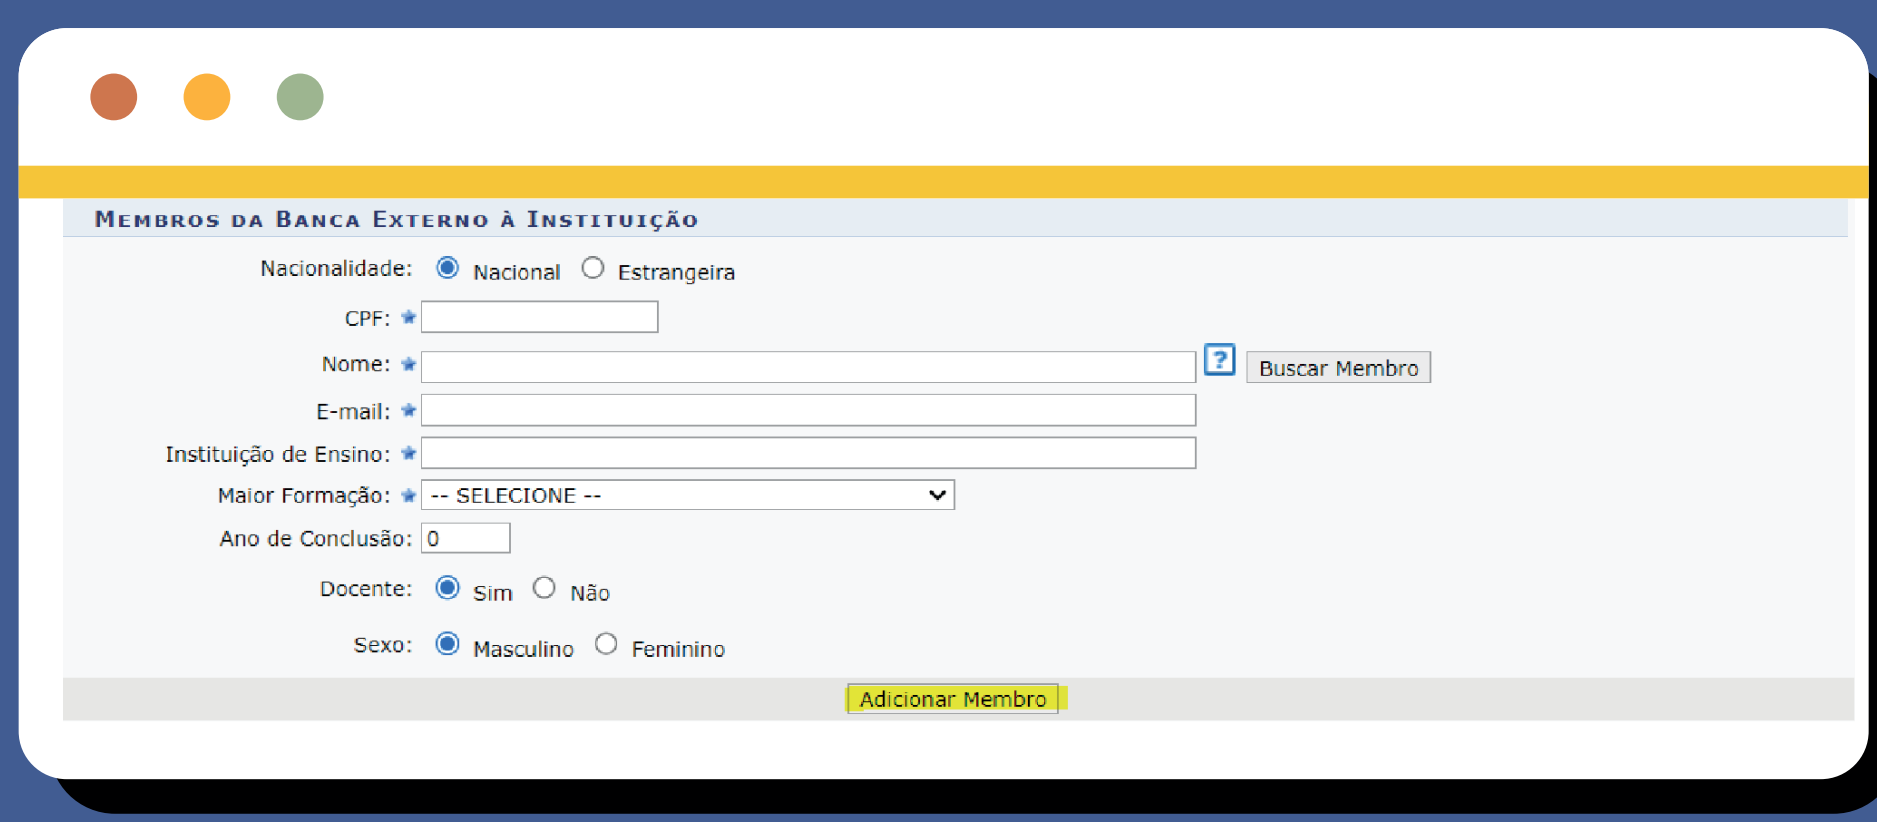 Membros da Banca Externo à Instituição
Nacionalidade: Nacional Estrangeira
CPF:
Nome: ? Buscar Membro
E-mail:
Instituição de Ensino:
Maior Formação: -- SELECIONE --
Ano de Conclusão: 0
Docente: Sim Não
Sexo: Masculino Feminino
Adicionar Membro